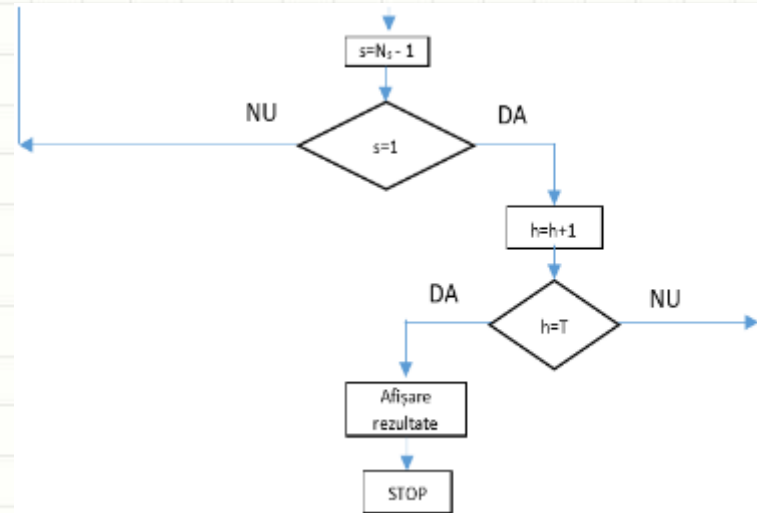 s=Nₛ - 1
NU
DA
s=1
h=h+1
DA
NU
h=T
Afișare
rezultate
STOP